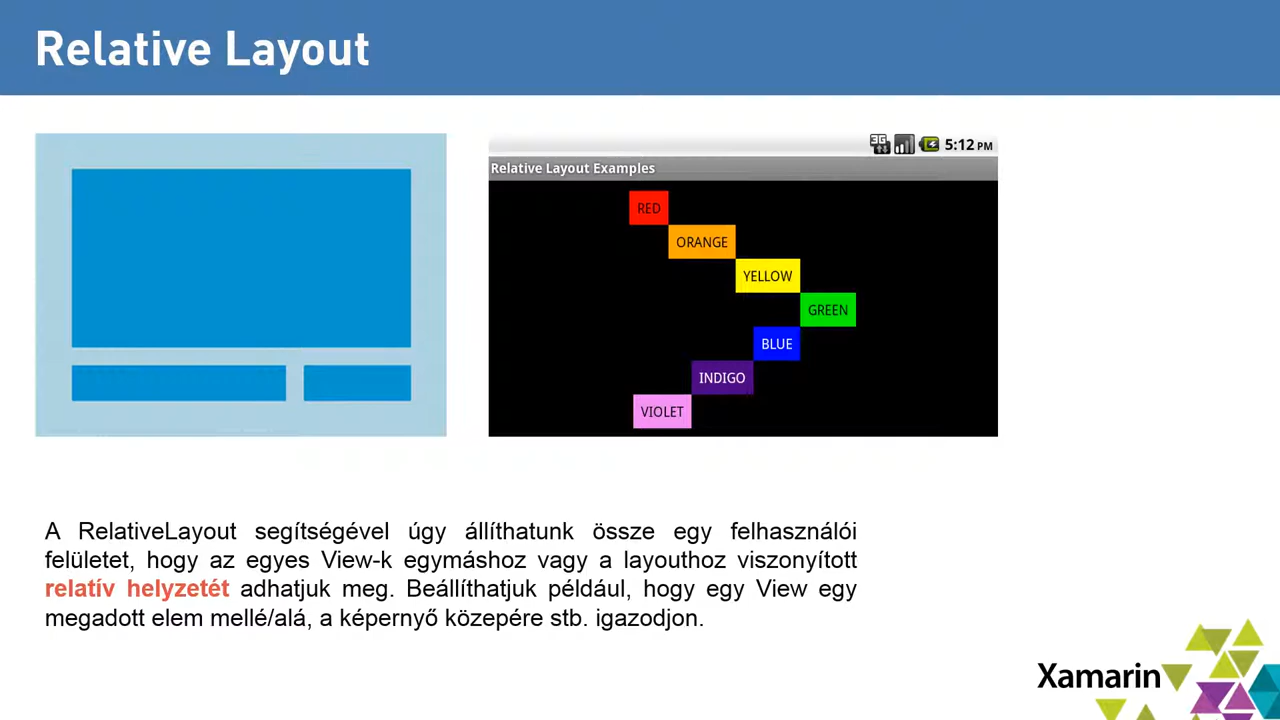 Relative Layout
3G 5:12 PM
Relative Layout Examples
RED
ORANGE
YELLOW
GREEN
BLUE
INDIGO
VIOLET
A RelativeLayout segítségével úgy állíthatunk össze egy felhasználói
felületet, hogy az egyes View-k egymáshoz vagy a layouthoz viszonyított
relatív helyzetét adhatjuk meg. Beállíthatjuk például, hogy egy View egy
megadott elem mellé/alá, a képernyő közepére stb. igazodjon.
Xamarin